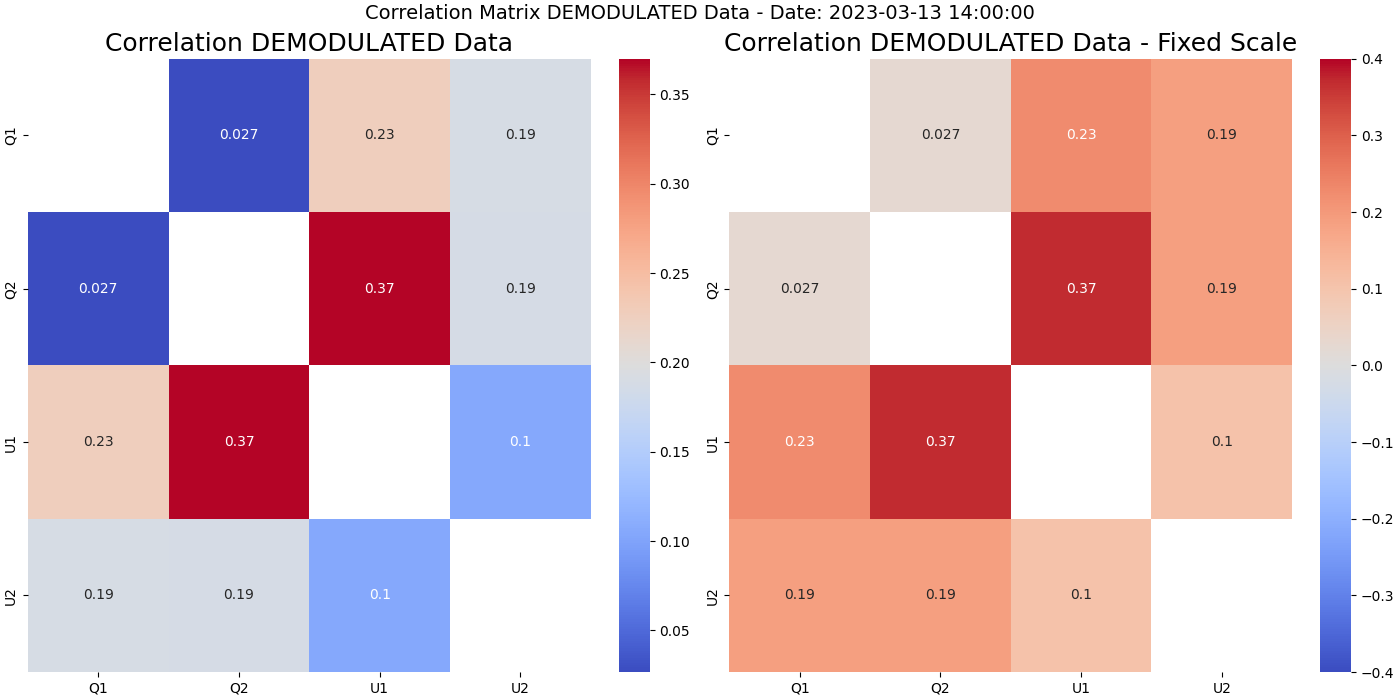 Correlation Matrix DEMODULATED Data - Date: 2023-03-13 14:00:00
Correlation DEMODULATED Data
Q1 0.027 0.23 0.19
Q2 0.027 0.37 0.19
U1 0.23 0.37 0.1
U2 0.19 0.19 0.1
Q1 Q2 U1 U2
0.35
0.30
0.25
0.20
0.15
0.10
0.05
Correlation DEMODULATED Data - Fixed Scale
Q1 0.027 0.23 0.19
Q2 0.027 0.37 0.19
U1 0.23 0.37 0.1
U2 0.19 0.19 0.1
Q1 Q2 U1 U2
0.4
0.3
0.2
0.1
0.0
−0.1
−0.2
−0.3
−0.4